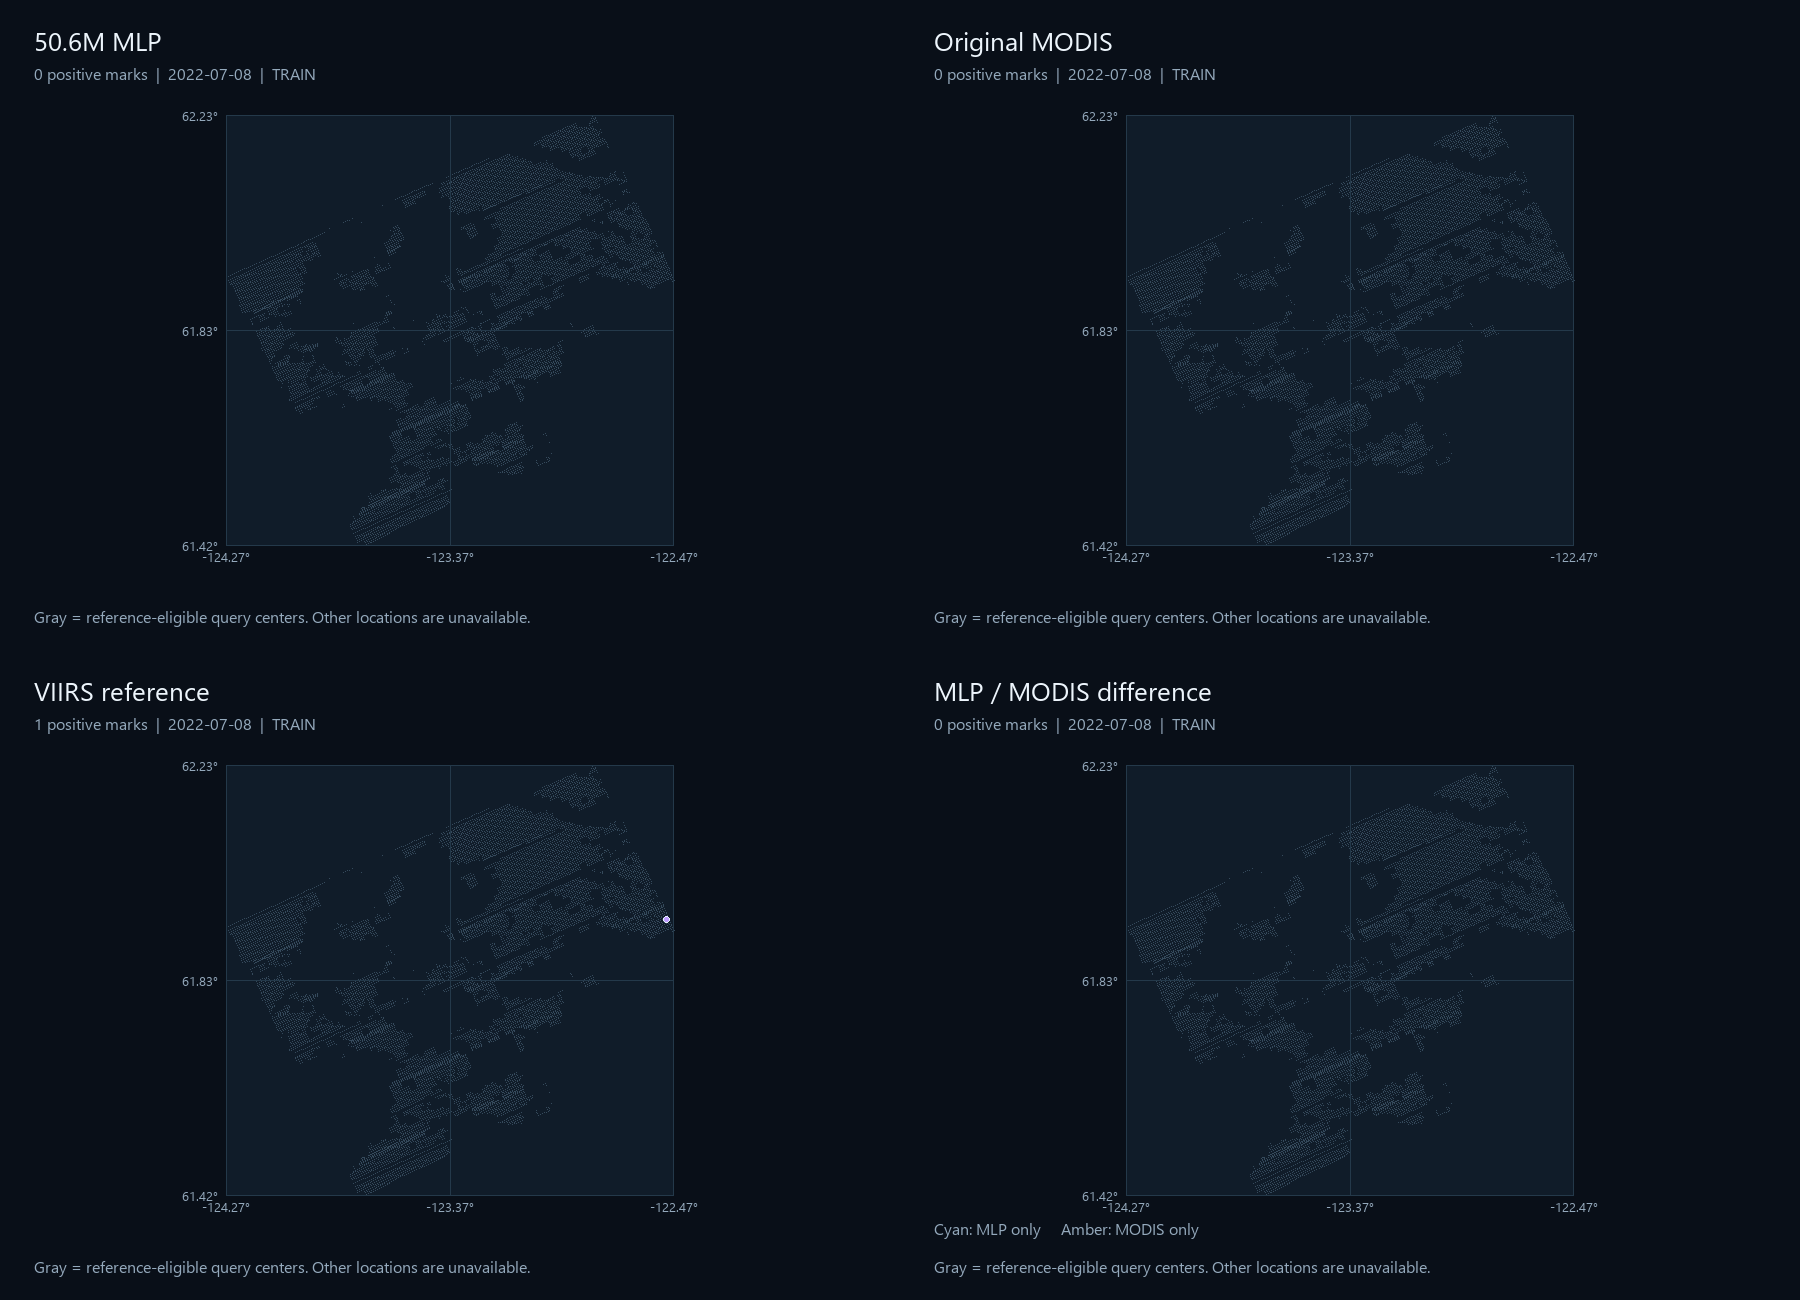 50.6M MLP
0 positive marks | 2022-07-08 | TRAIN
62.23°
61.83°
61.42°
-124.27°
-123.37°
-122.47°
Gray = reference-eligible query centers. Other locations are unavailable.
Original MODIS
0 positive marks | 2022-07-08 | TRAIN
62.23°
61.83°
61.42°
-124.27°
-123.37°
-122.47°
Gray = reference-eligible query centers. Other locations are unavailable.
VIIRS reference
1 positive marks | 2022-07-08 | TRAIN
62.23°
61.83°
61.42°
-124.27°
-123.37°
-122.47°
Gray = reference-eligible query centers. Other locations are unavailable.
MLP / MODIS difference
0 positive marks | 2022-07-08 | TRAIN
62.23°
61.83°
61.42°
-124.27°
-123.37°
-122.47°
Cyan: MLP only Amber: MODIS only
Gray = reference-eligible query centers. Other locations are unavailable.